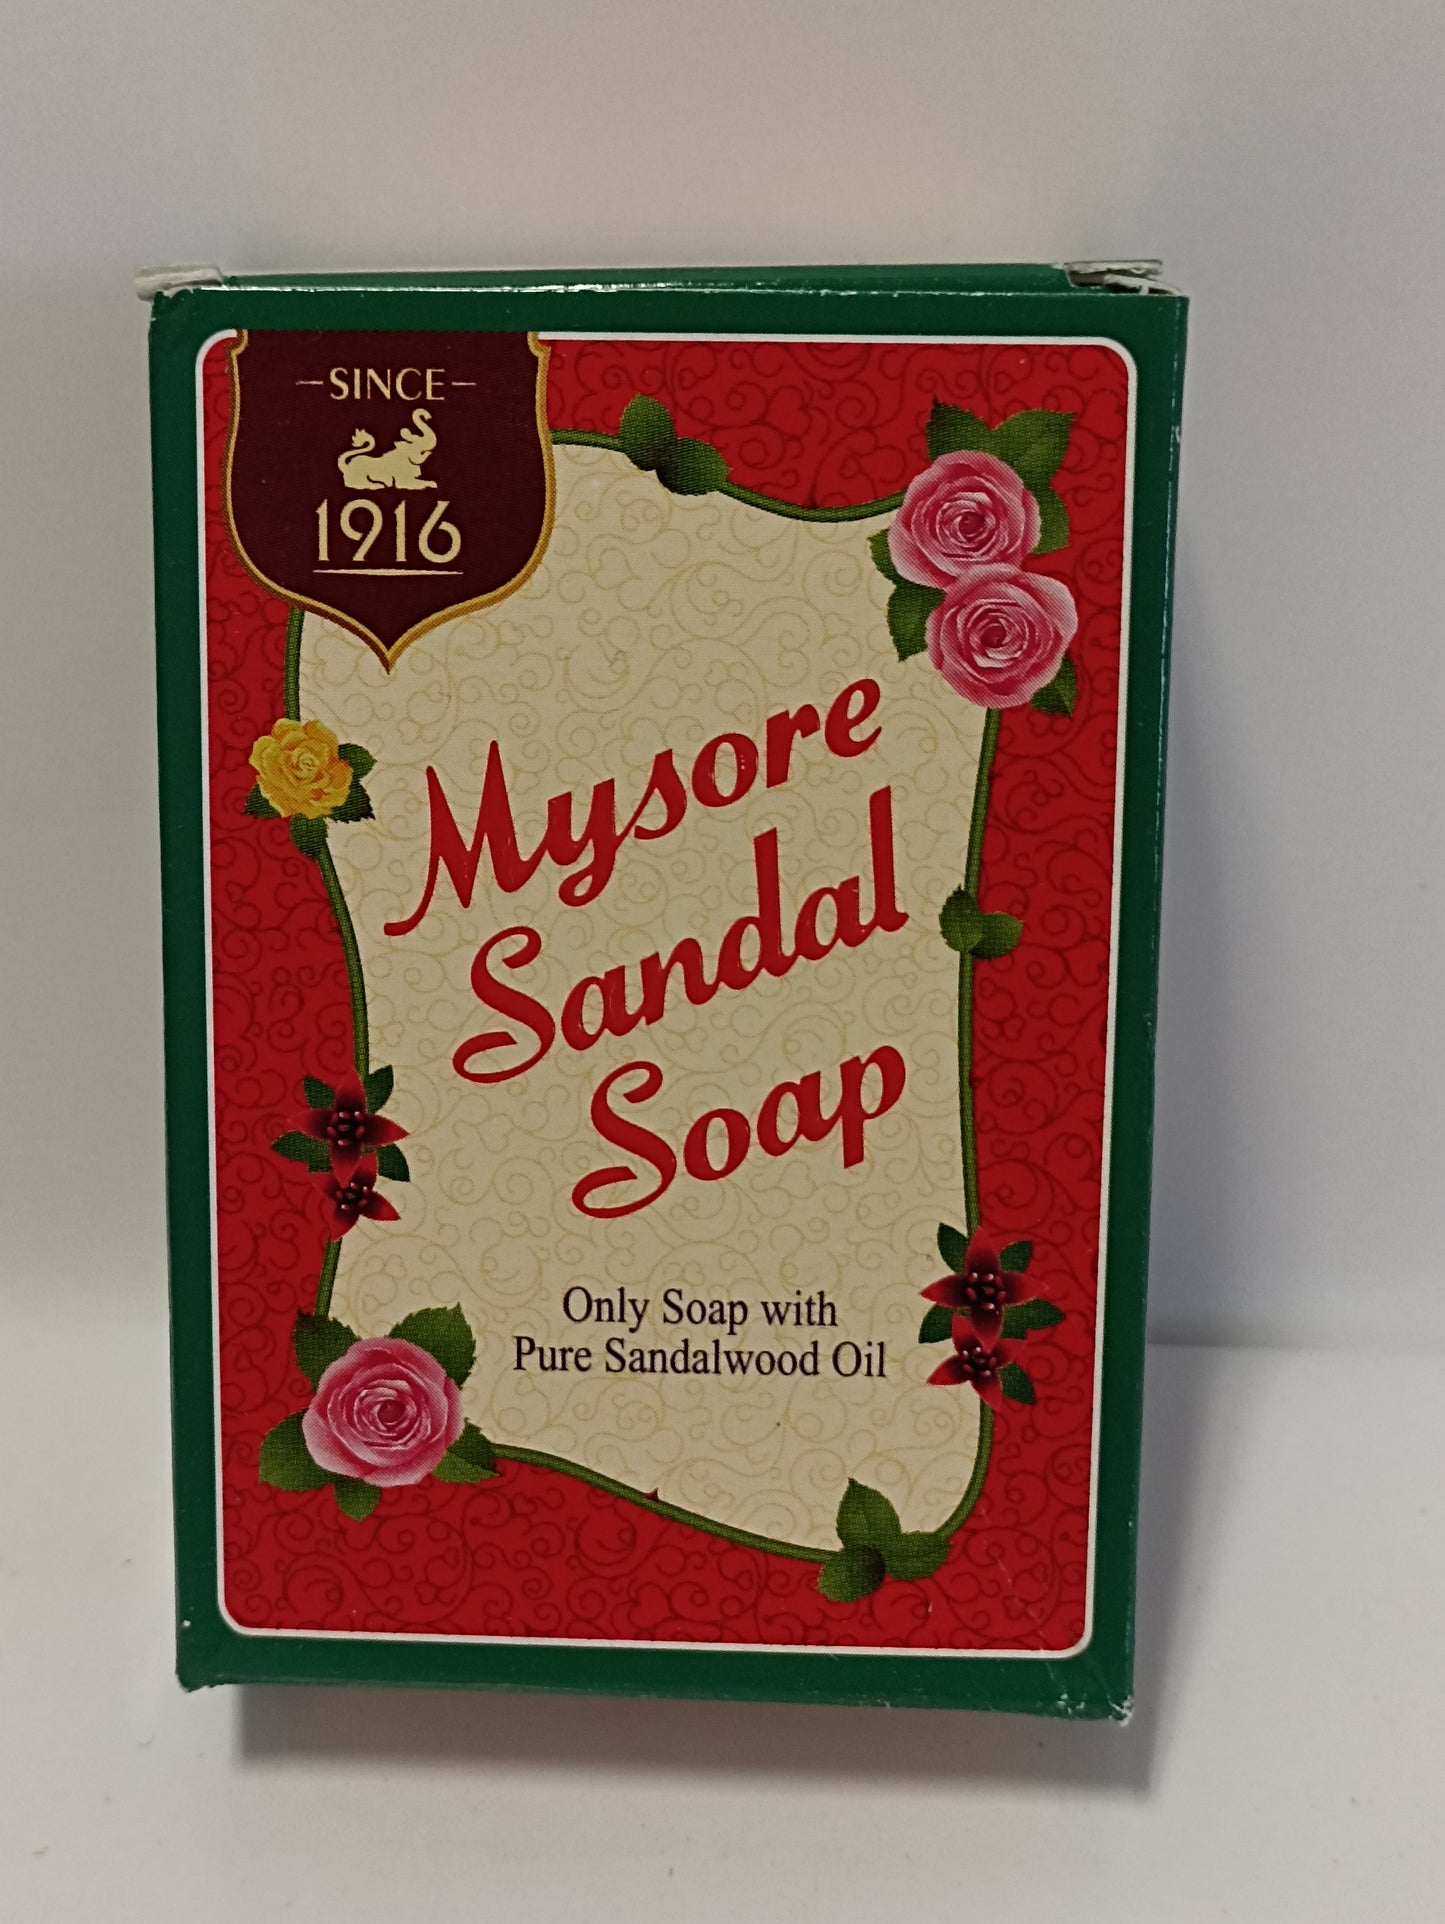 -SINCE-
1916
Mysore
Sandal
Soap
Only Soap with
Pure Sandalwood Oil